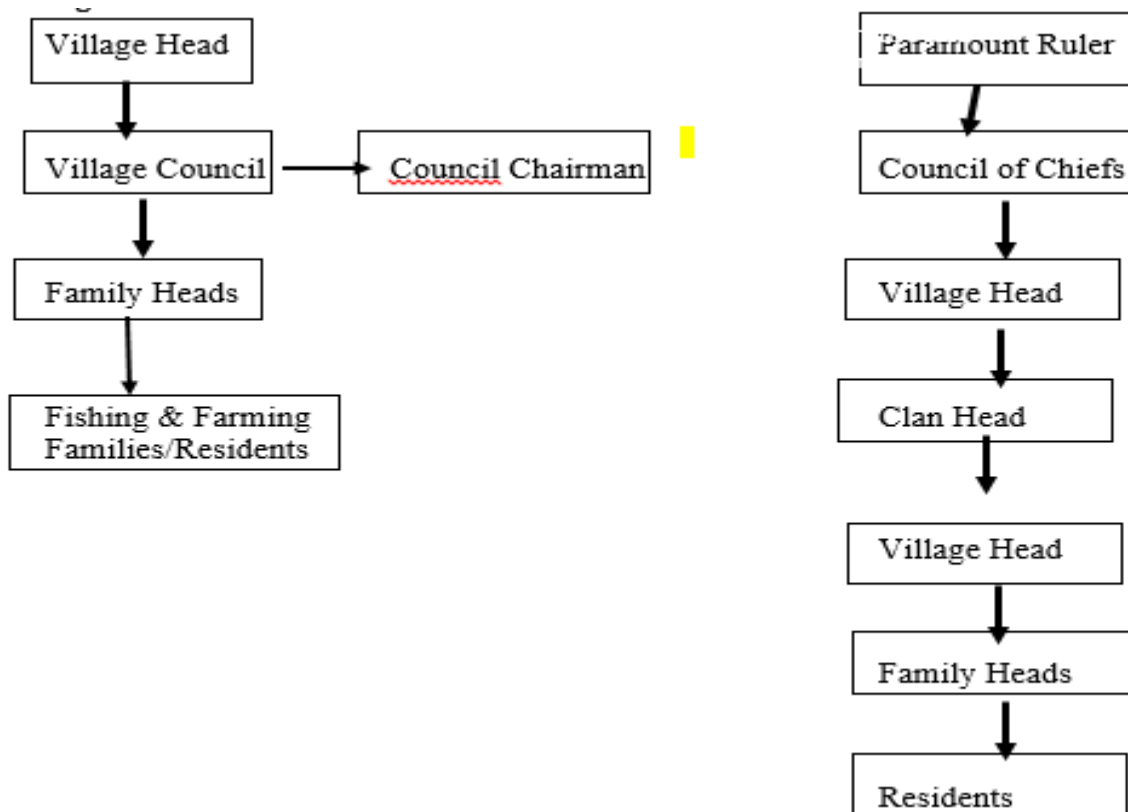 Village Head
Village Council
Council Chairman
Family Heads
Fishing & Farming
Families/Residents
Paramount Ruler
Council of Chiefs
Village Head
Clan Head
Village Head
Family Heads
Residents